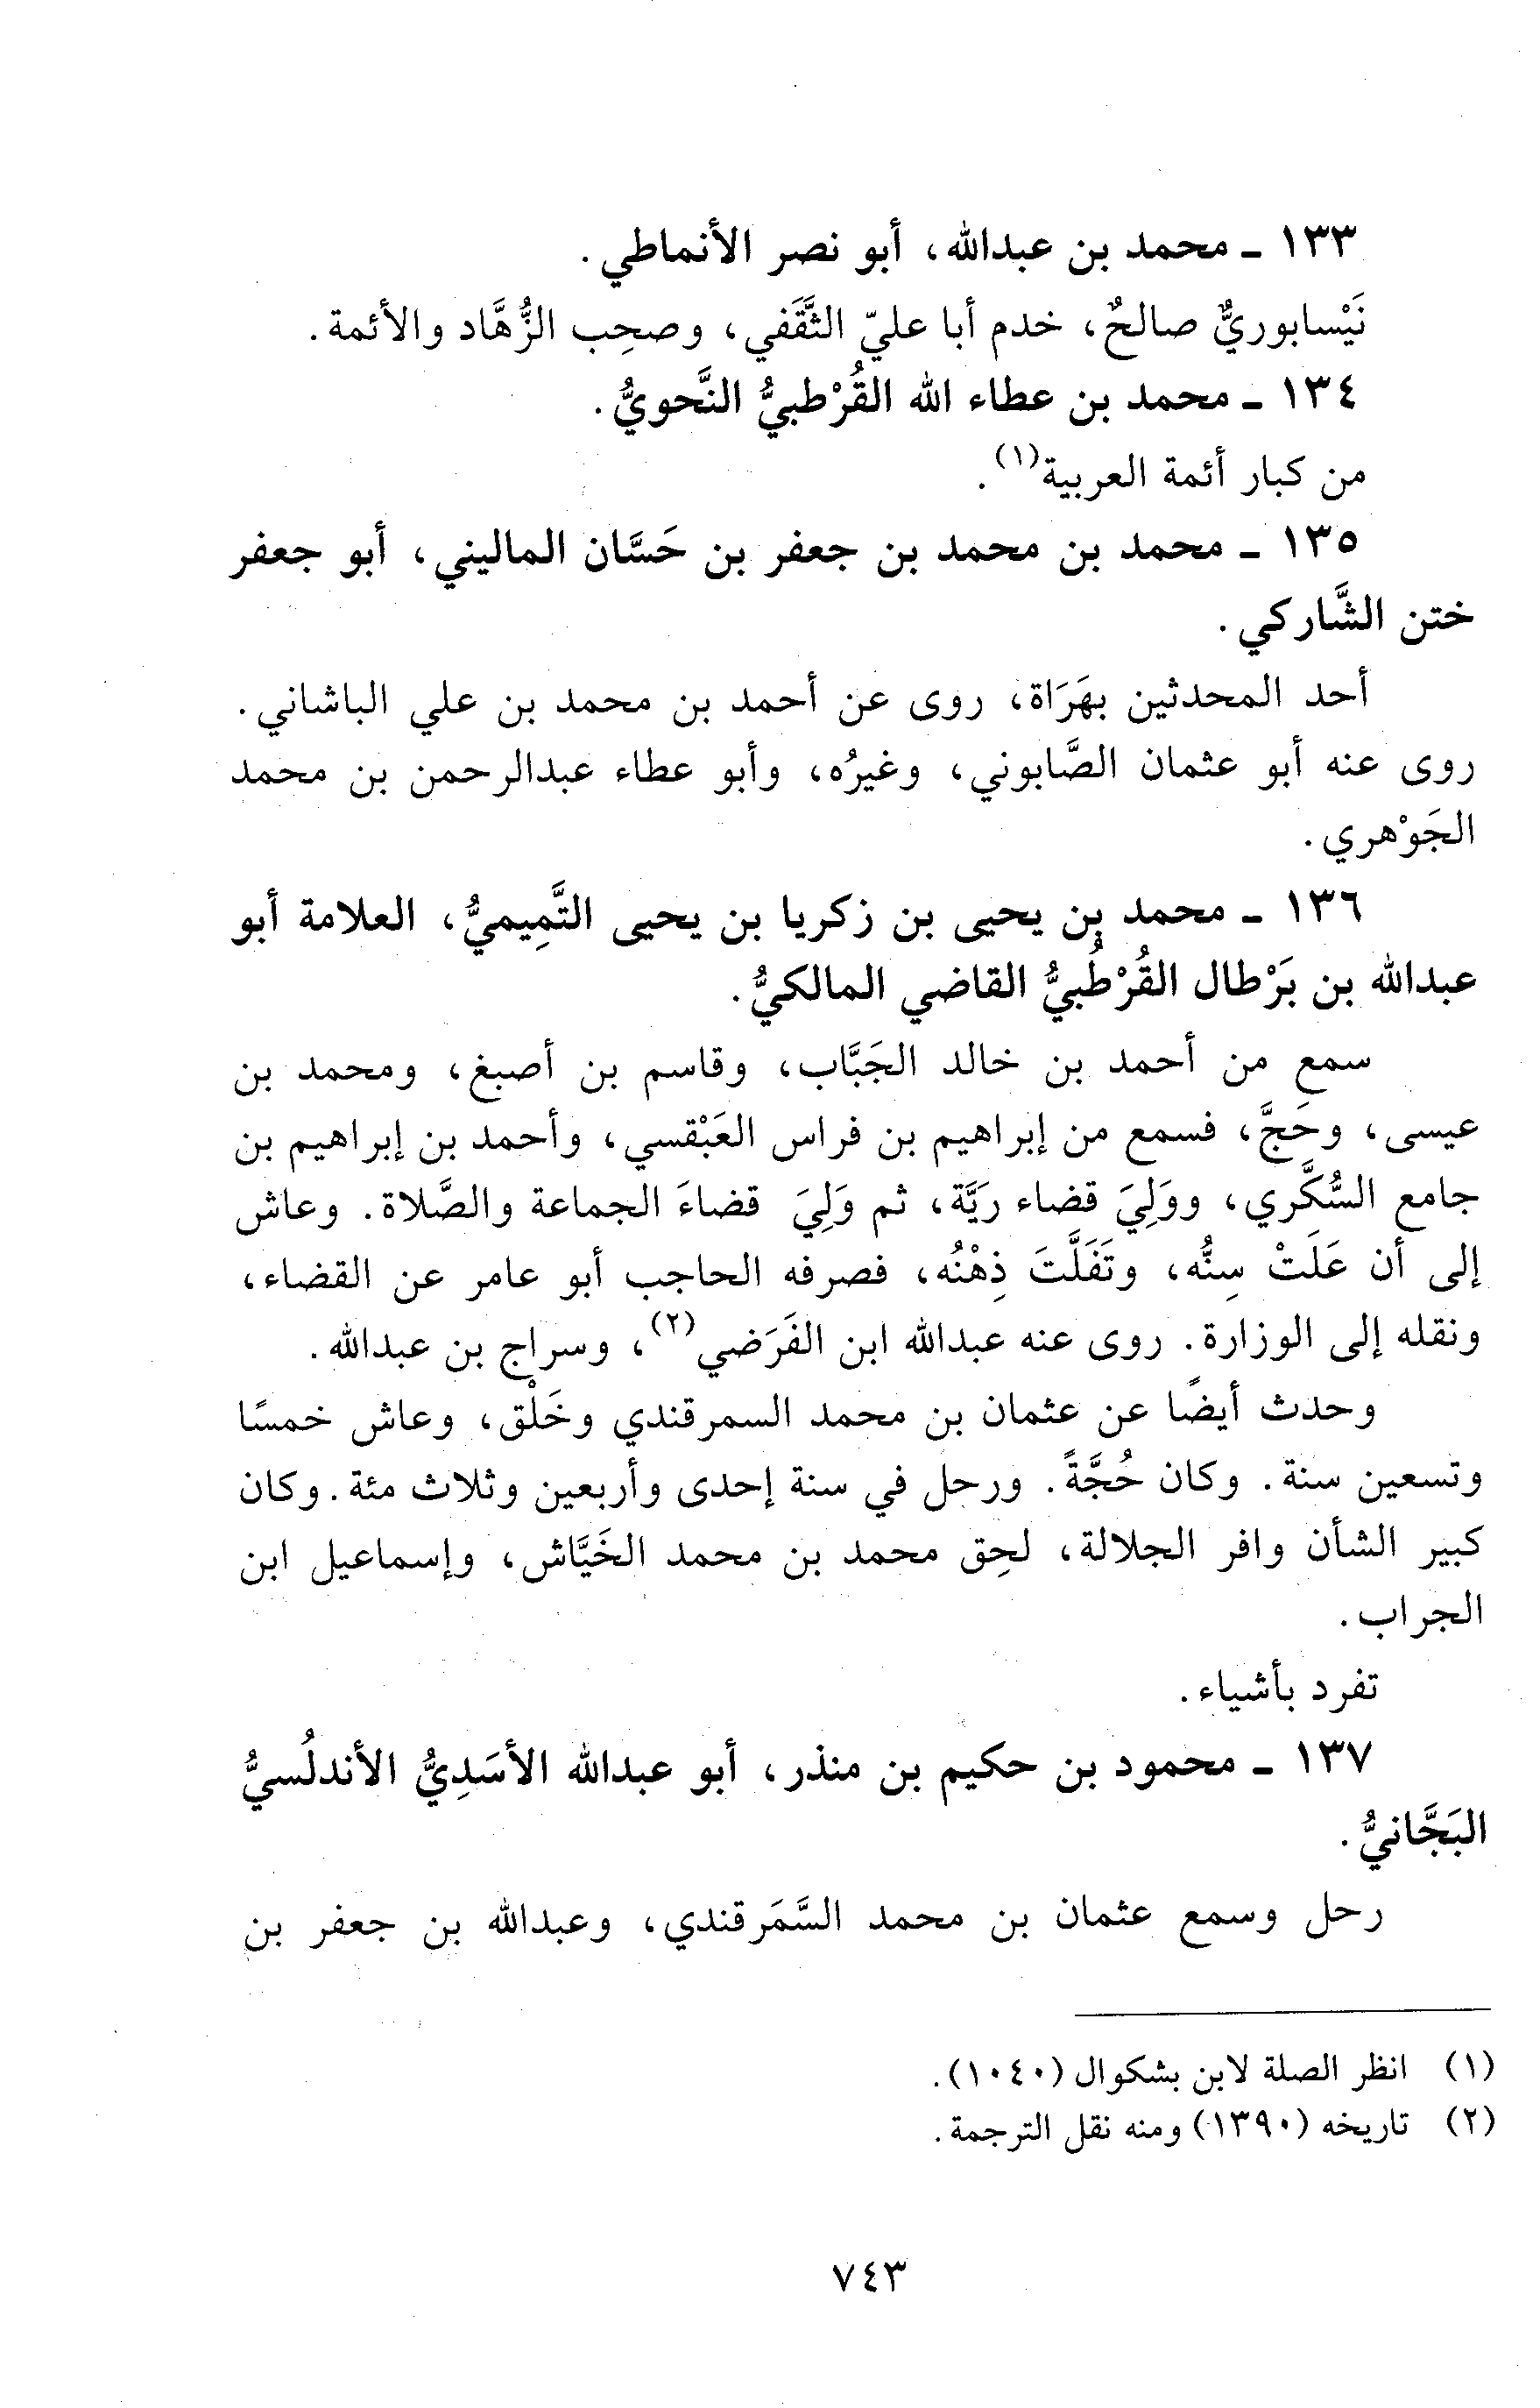 ١٣٣ ـ محمد بن عبدالله، أبو نصر الأنماطي.
نَيْسابوريٌّ صالحٌ، خدم أبا عليّ الثَّقَفي، وصحِب الزُّهَّاد والأئمة.
١٣٤ ـ محمد بن عطاء الله القُرْطبيُّ النَّحويُّ.
من كبار أئمة العربية(١).
١٣٥ ـ محمد بن محمد بن جعفر بن حَسَّان الماليني، أبو جعفر
ختن الشَّاركي.
أحد المحدثين بهَرَاة، روى عن أحمد بن محمد بن علي الباشاني.
روى عنه أبو عثمان الصَّابوني، وغيرُه، وأبو عطاء عبدالرحمن بن محمد
الجَوْهري.
١٣٦ ـ محمد بن يحيى بن زكريا بن يحيى التَّمِيميُّ، العلامة أبو
عبدالله بن بَرْطال القُرْطُبيُّ القاضي المالكيُّ.
سمع من أحمد بن خالد الجَبَّاب، وقاسم بن أصبغ، ومحمد بن
عيسى، وحَجَّ، فسمع من إبراهيم بن فراس العَبْقسي، وأحمد بن إبراهيم بن
جامع السُّكَّري، ووَلِيَ قضاء رَيَّة، ثم وَلِيَ قضاءَ الجماعة والصَّلاة. وعاش
إلى أن عَلَتْ سِنُّه، وتَفَلَّتَ ذِهْنُه، فصرفه الحاجب أبو عامر عن القضاء،
ونقله إلى الوزارة. روى عنه عبدالله ابن الفَرَضي(٢)، وسراج بن عبدالله.
وحدث أيضًا عن عثمان بن محمد السمرقندي وخَلْق، وعاش خمسًا
وتسعين سنة. وكان حُجَّةً. ورحل في سنة إحدى وأربعين وثلاث مئة. وكان
كبير الشأن وافر الجلالة، لحِق محمد بن محمد الخَيَّاش، وإسماعيل ابن
الجراب.
تفرد بأشياء.
١٣٧ ـ محمود بن حكيم بن منذر، أبو عبدالله الأسَدِيُّ الأندلُسيُّ
البَجَّانيُّ.
رحل وسمع عثمان بن محمد السَّمَرقندي، وعبدالله بن جعفر بن
(١) انظر الصلة لابن بشكوال (١٠٤٠).
(٢) تاريخه (١٣٩٠) ومنه نقل الترجمة.
٧٤٣